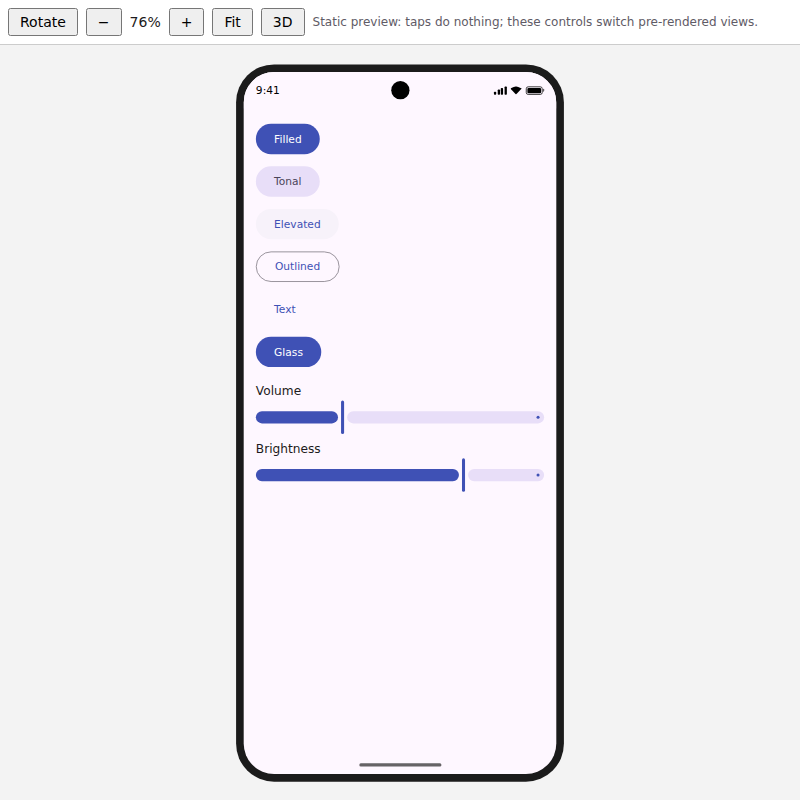 Rotate − 76% + Fit 3D Static preview: taps do nothing; these controls switch pre-rendered views.
9:41
Filled
Tonal
Elevated
Outlined
Text
Glass
Volume
Brightness